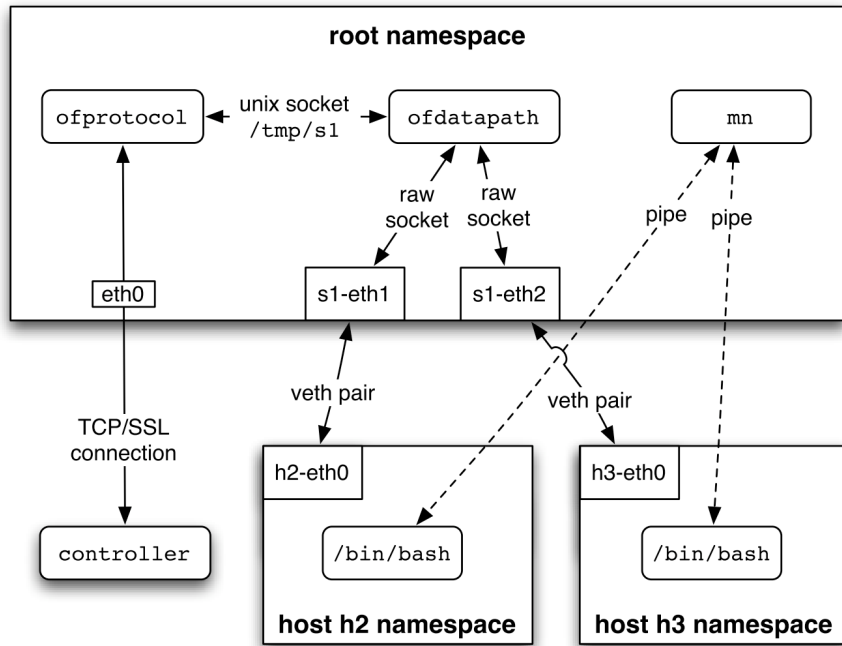 root namespace
ofprotocol
unix socket
/tmp/s1
ofdatapath
mn
raw
socket
raw
socket
pipe
pipe
eth0
s1-eth1
s1-eth2
veth pair
veth pair
TCP/SSL
connection
h2-eth0
h3-eth0
controller
/bin/bash
/bin/bash
host h2 namespace
host h3 namespace